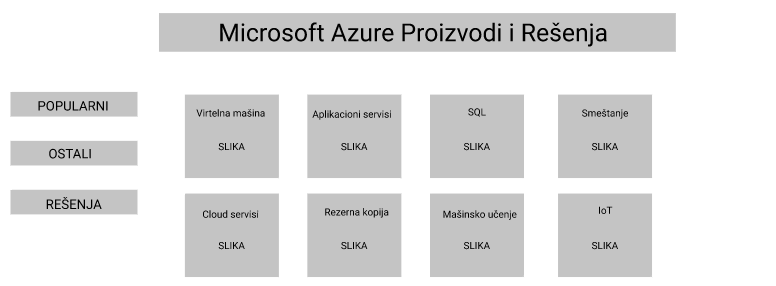 Microsoft Azure Proizvodi i Rešenja
POPULARNI
OSTALI
REŠENJA
Virtelna mašina
SLIKA
Aplikacioni servisi
SLIKA
SQL
SLIKA
Smeštanje
SLIKA
Cloud servisi
SLIKA
Rezerna kopija
SLIKA
Mašinsko učenje
SLIKA
IoT
SLIKA